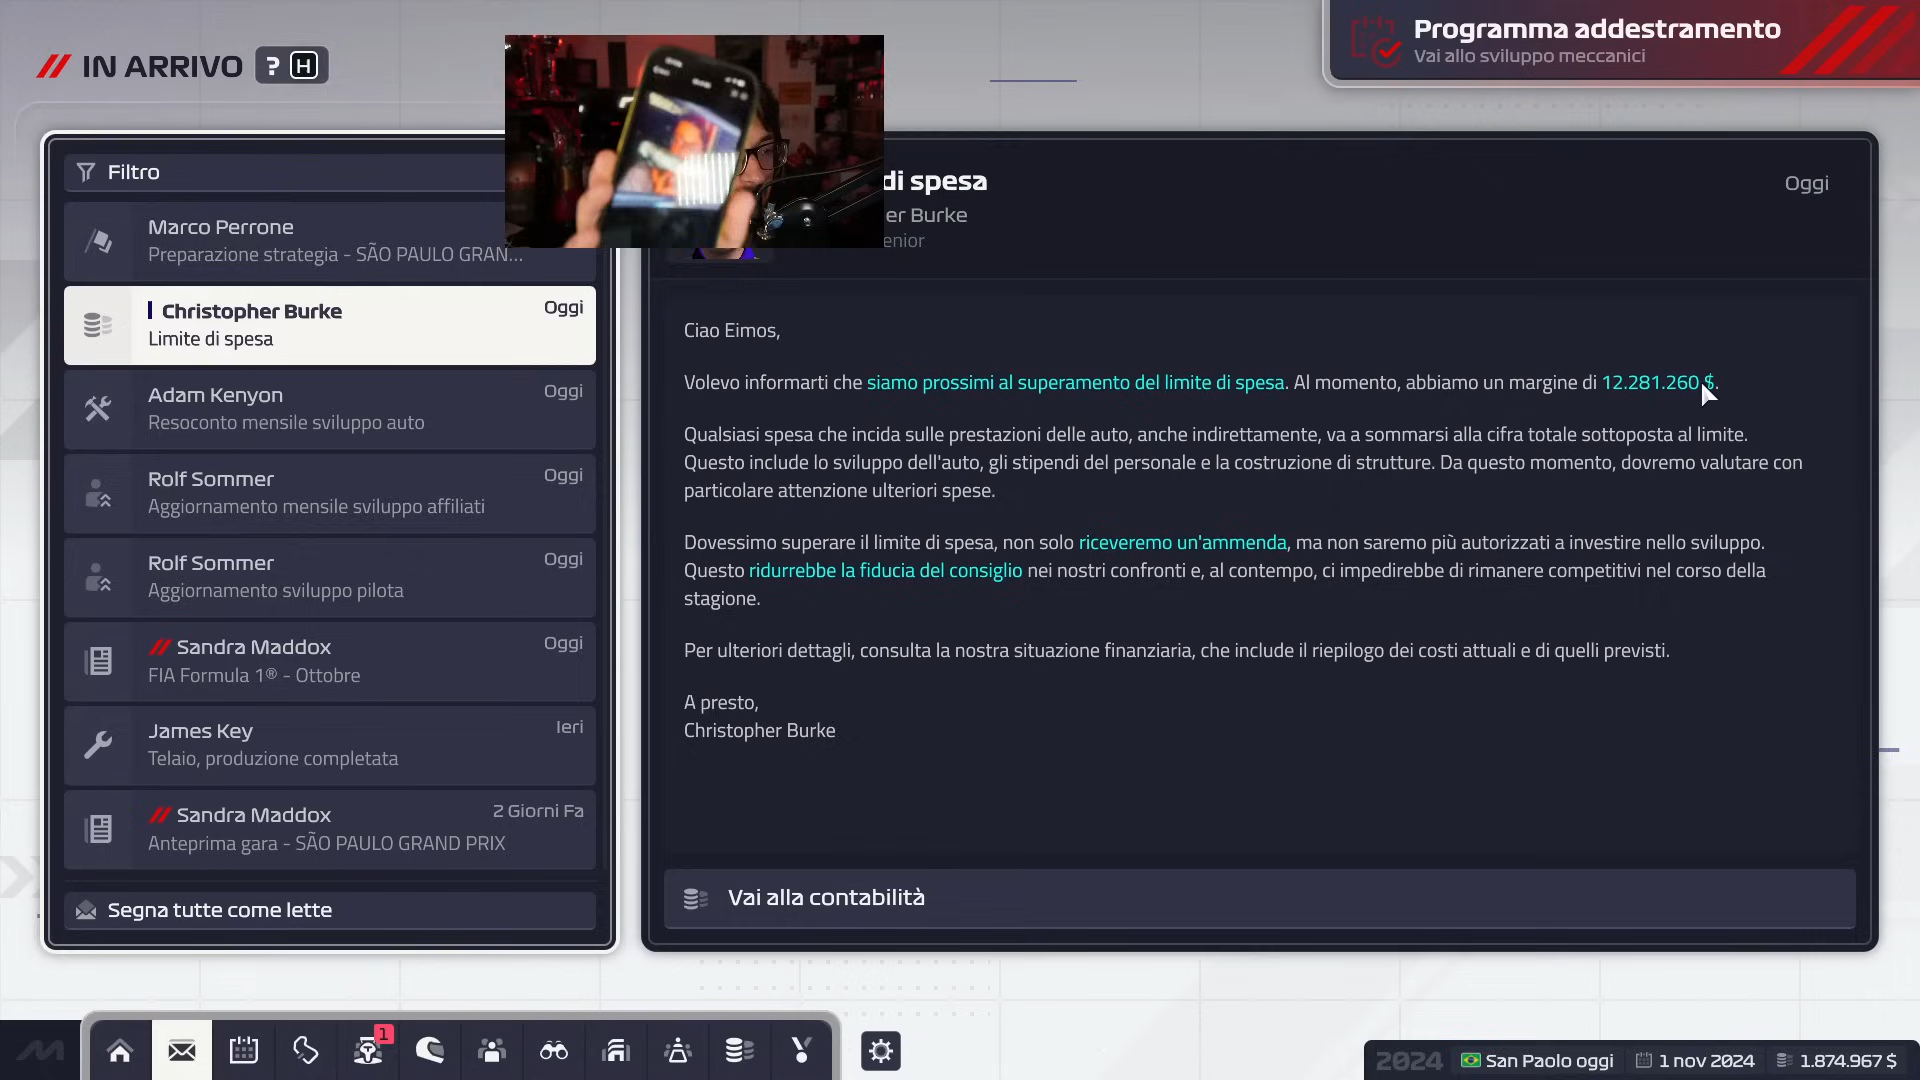 IN ARRIVO ? H
Programma addestramento
Vai allo sviluppo meccanici
Filtro
Marco Perrone
Preparazione strategia - SÃO PAULO GRAN...
Christopher Burke
Oggi
Limite di spesa
Adam Kenyon
Oggi
Resoconto mensile sviluppo auto
Rolf Sommer
Oggi
Aggiornamento mensile sviluppo affiliati
Rolf Sommer
Oggi
Aggiornamento sviluppo pilota
Sandra Maddox
Oggi
FIA Formula 1® - Ottobre
James Key
Ieri
Telaio, produzione completata
Sandra Maddox
2 Giorni Fa
Anteprima gara - SÃO PAULO GRAND PRIX
Segna tutte come lette
di spesa
Oggi
er Burke
enior
Ciao Eimos,
Volevo informarti che siamo prossimi al superamento del limite di spesa. Al momento, abbiamo un margine di 12.281.260 $.
Qualsiasi spesa che incida sulle prestazioni delle auto, anche indirettamente, va a sommarsi alla cifra totale sottoposta al limite.
Questo include lo sviluppo dell'auto, gli stipendi del personale e la costruzione di strutture. Da questo momento, dovremo valutare con
particolare attenzione ulteriori spese.
Dovessimo superare il limite di spesa, non solo riceveremo un'ammenda, ma non saremo più autorizzati a investire nello sviluppo.
Questo ridurrebbe la fiducia del consiglio nei nostri confronti e, al contempo, ci impedirebbe di rimanere competitivi nel corso della
stagione.
Per ulteriori dettagli, consulta la nostra situazione finanziaria, che include il riepilogo dei costi attuali e di quelli previsti.
A presto,
Christopher Burke
Vai alla contabilità
1
2024 San Paolo oggi 1 nov 2024 1.874.967 $